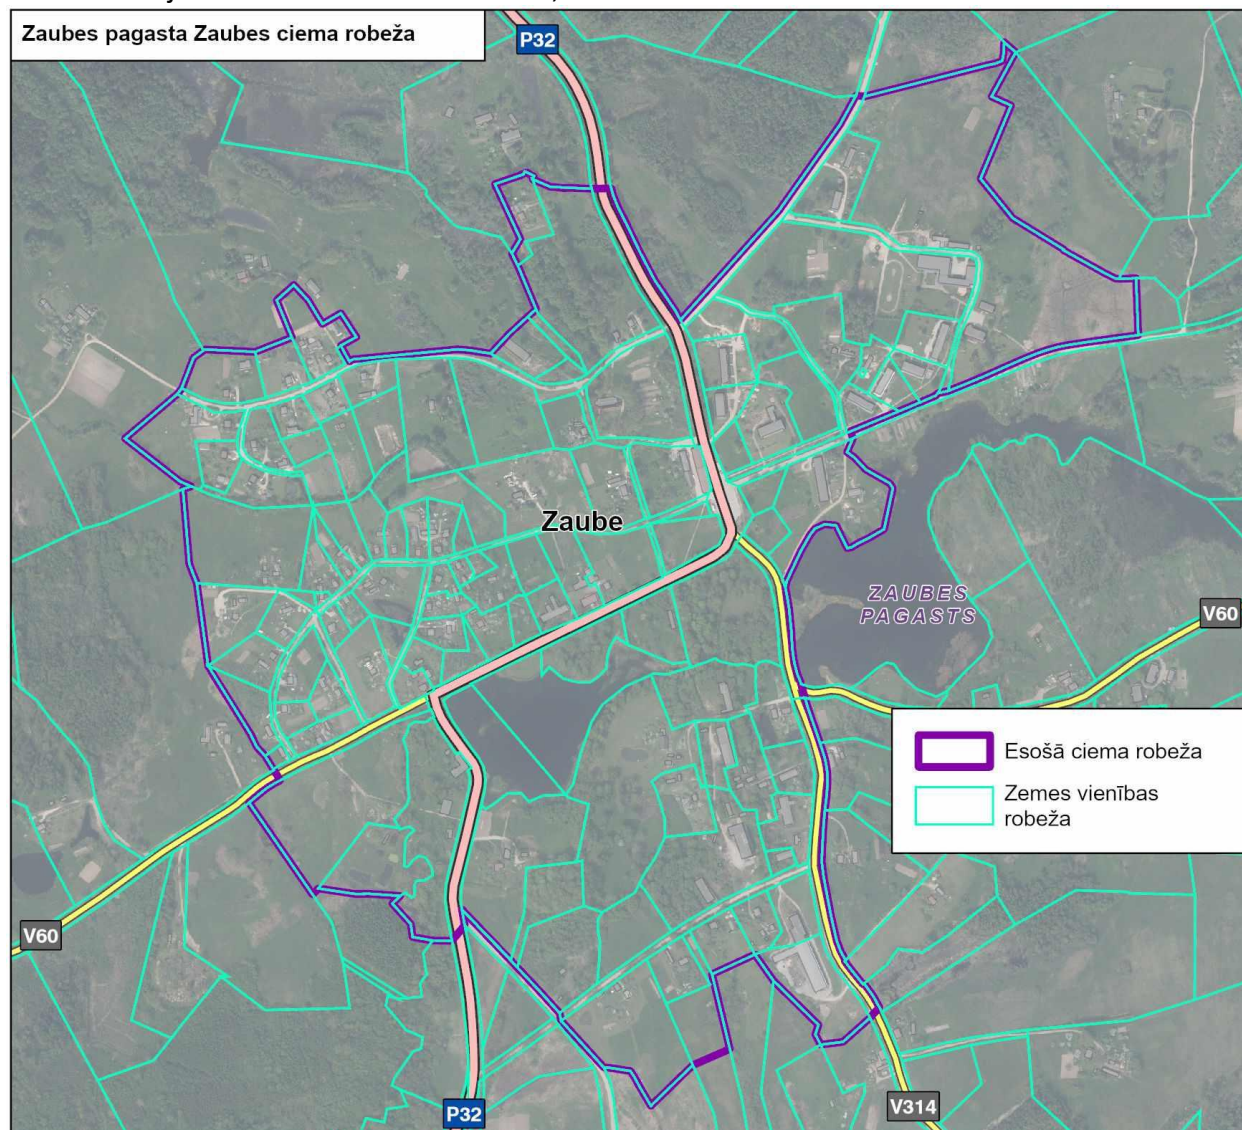 Zaubes pagasta Zaubes ciema robeža
P32
Zaube
ZAUBES
PAGASTS
V60
Esošā ciema robeža
Zemes vienības
robeža
V60
P32
V314